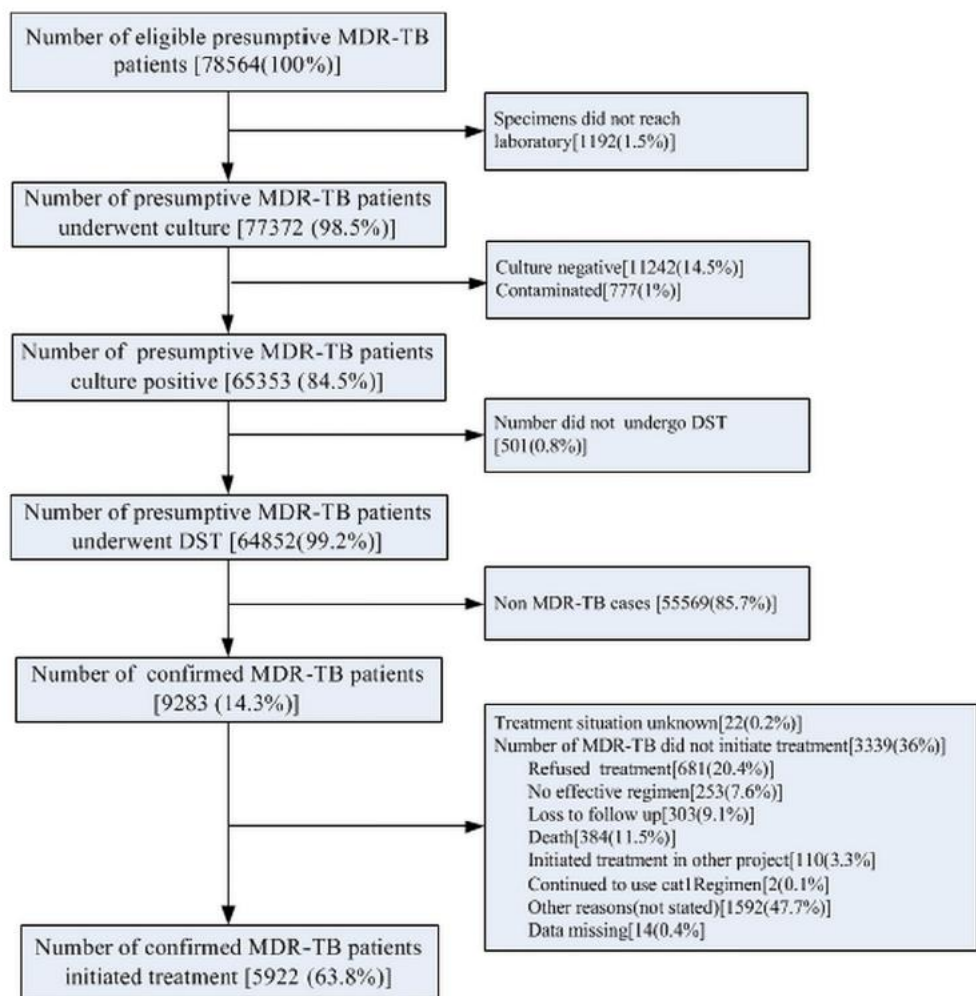 Number of eligible presumptive MDR-TB
patients [78564(100%)]
Specimens did not reach
laboratory[1192(1.5%)]
Number of presumptive MDR-TB patients
underwent culture [77372 (98.5%)]
Culture negative[11242(14.5%)]
Contaminated[777(1%)]
Number of presumptive MDR-TB patients
culture positive [65353 (84.5%)]
Number did not undergo DST
[501(0.8%)]
Number of presumptive MDR-TB patients
underwent DST [64852(99.2%)]
Non MDR-TB cases [55569(85.7%)]
Number of confirmed MDR-TB patients
[9283 (14.3%)]
Treatment situation unknown[22(0.2%)]
Number of MDR-TB did not initiate treatment[3339(36%)]
Refused treatment[681(20.4%)]
No effective regimen[253(7.6%)]
Loss to follow up[303(9.1%)]
Death[384(11.5%)]
Initiated treatment in other project[110(3.3%]
Continued to use cat1Regimen[2(0.1%]
Other reasons(not stated)[1592(47.7%)]
Data missing[14(0.4%]
Number of confirmed MDR-TB patients
initiated treatment [5922 (63.8%)]